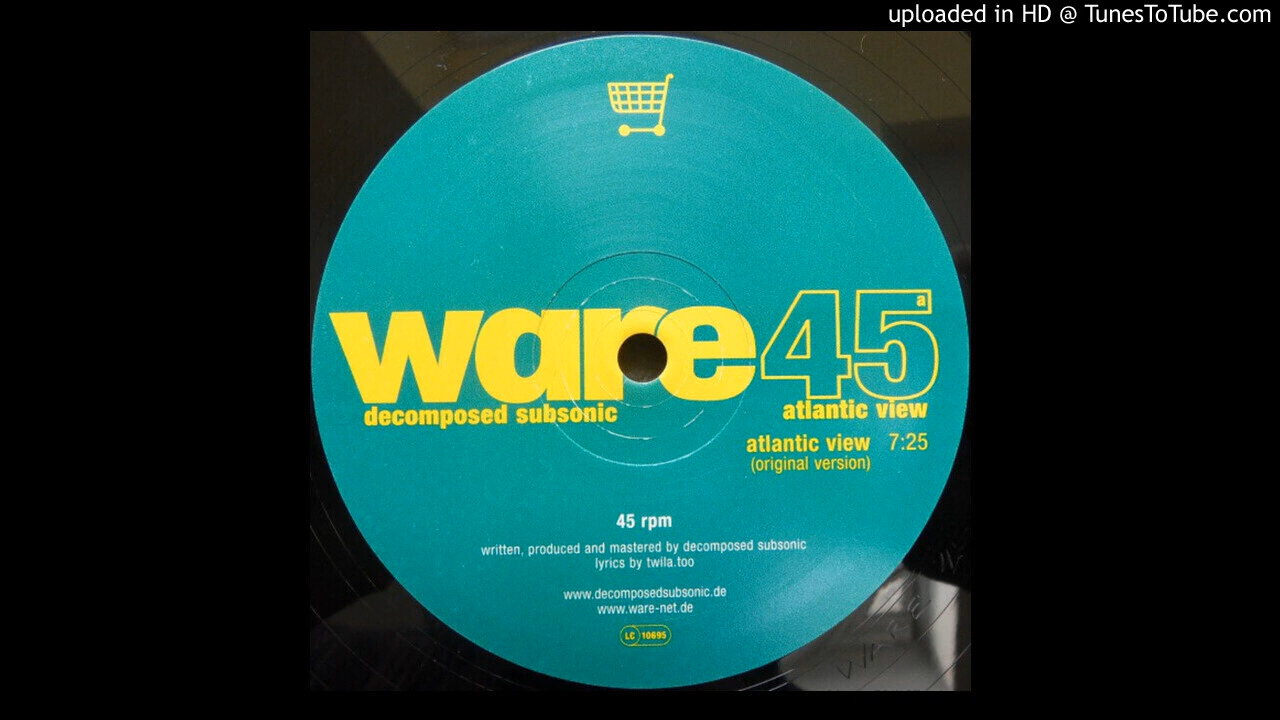 uploaded in HD @ TunesToTube.com
ware45 a
decomposed subsonic
atlantic view
atlantic view 7:25
(original version)
45 rpm
written, produced and mastered by decomposed subsonic
lyrics by twila.too
www.decomposedsubsonic.de
www.ware-net.de
LC 10695
WARE